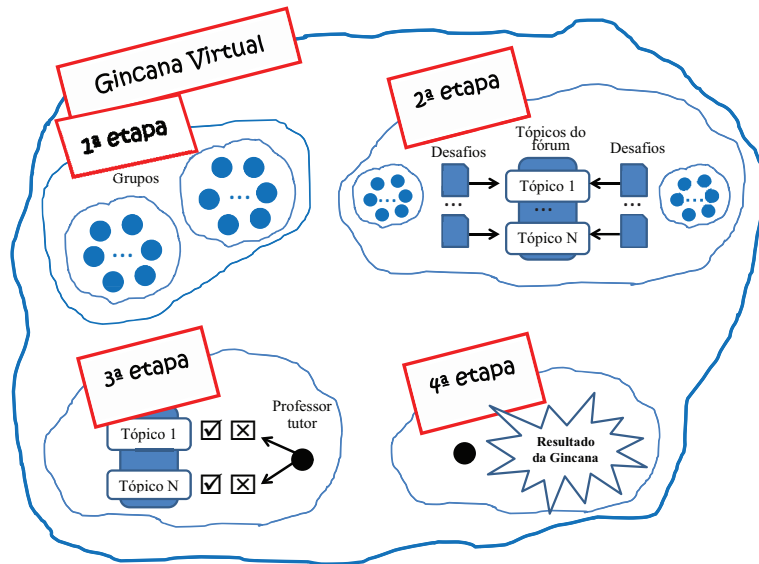 Gincana Virtual
1ª etapa
Grupos
...
...
2ª etapa
Tópicos do
fórum
Desafios
Desafios
Tópico 1
...
...
...
...
...
Tópico N
3ª etapa
Professor
tutor
Tópico 1
Tópico N
4ª etapa
Resultado
da Gincana